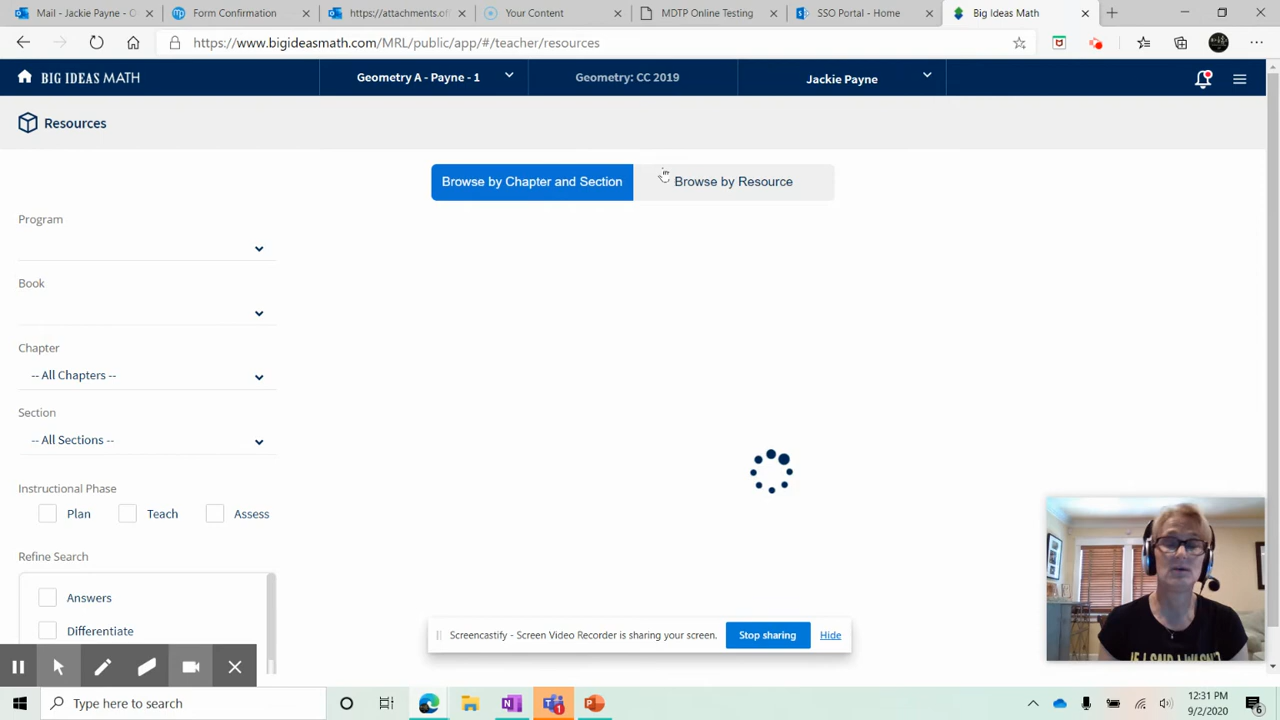 Mail - Jackie Payne - O
Form Confirmation
https://attachments.of
Your Content
MDTP Online Testing
SSO Portal - Home
Big Ideas Math
https://www.bigideasmath.com/MRL/public/app/#/teacher/resources
BIG IDEAS MATH
Geometry A - Payne - 1
Geometry: CC 2019
Jackie Payne
Resources
Browse by Chapter and Section
Browse by Resource
Program
Book
Chapter
-- All Chapters --
Section
-- All Sections --
Instructional Phase
Plan
Teach
Assess
Refine Search
Answers
Differentiate
Screencastify - Screen Video Recorder is sharing your screen.
Stop sharing
Hide
IF I SAID I WASN'T
Type here to search
12:31 PM
9/2/2020